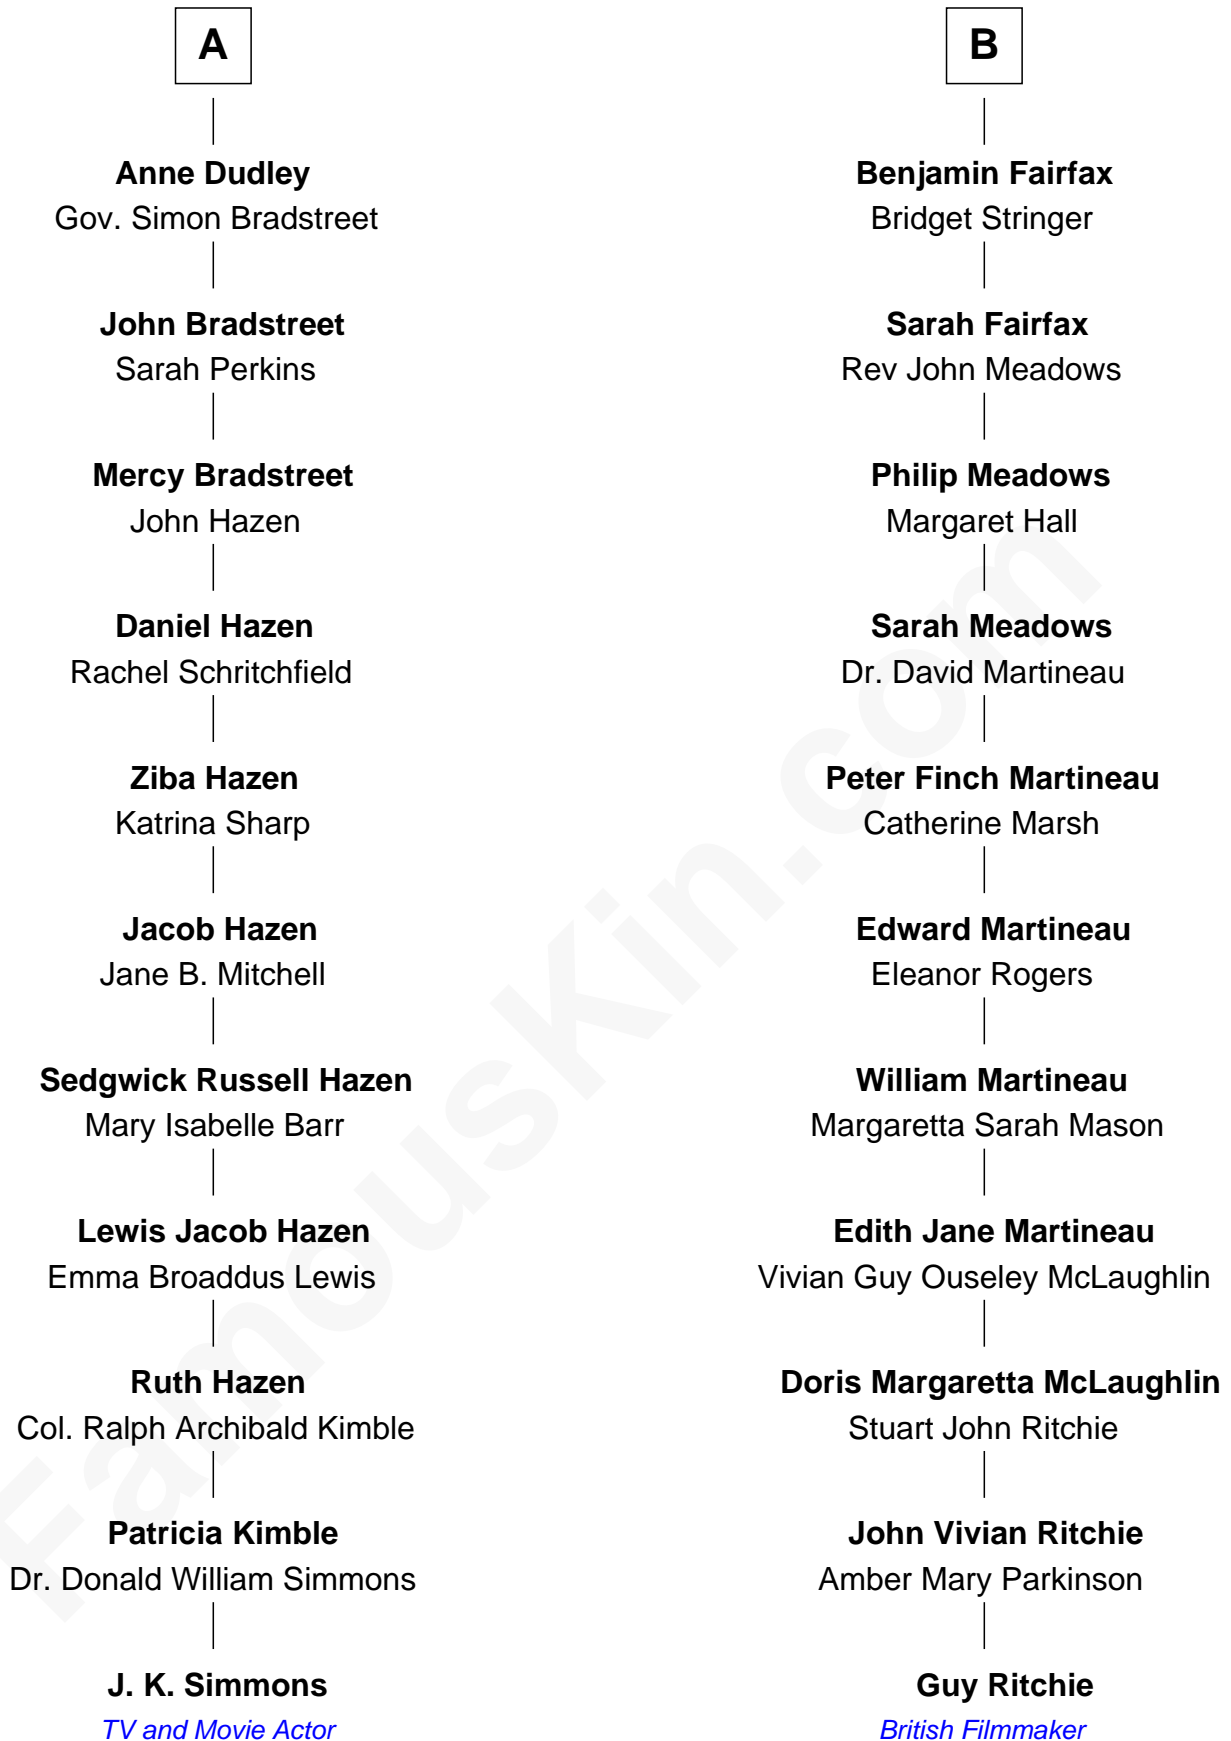 A
Anne Dudley
Gov. Simon Bradstreet
John Bradstreet
Sarah Perkins
Mercy Bradstreet
John Hazen
Daniel Hazen
Rachel Schritchfield
Ziba Hazen
Katrina Sharp
Jacob Hazen
Jane B. Mitchell
Sedgwick Russell Hazen
Mary Isabelle Barr
Lewis Jacob Hazen
Emma Broaddus Lewis
Ruth Hazen
Col. Ralph Archibald Kimble
Patricia Kimble
Dr. Donald William Simmons
J. K. Simmons
TV and Movie Actor
B
Benjamin Fairfax
Bridget Stringer
Sarah Fairfax
Rev John Meadows
Philip Meadows
Margaret Hall
Sarah Meadows
Dr. David Martineau
Peter Finch Martineau
Catherine Marsh
Edward Martineau
Eleanor Rogers
William Martineau
Margaretta Sarah Mason
Edith Jane Martineau
Vivian Guy Ouseley McLaughlin
Doris Margaretta McLaughlin
Stuart John Ritchie
John Vivian Ritchie
Amber Mary Parkinson
Guy Ritchie
British Filmmaker
FamousKin.com